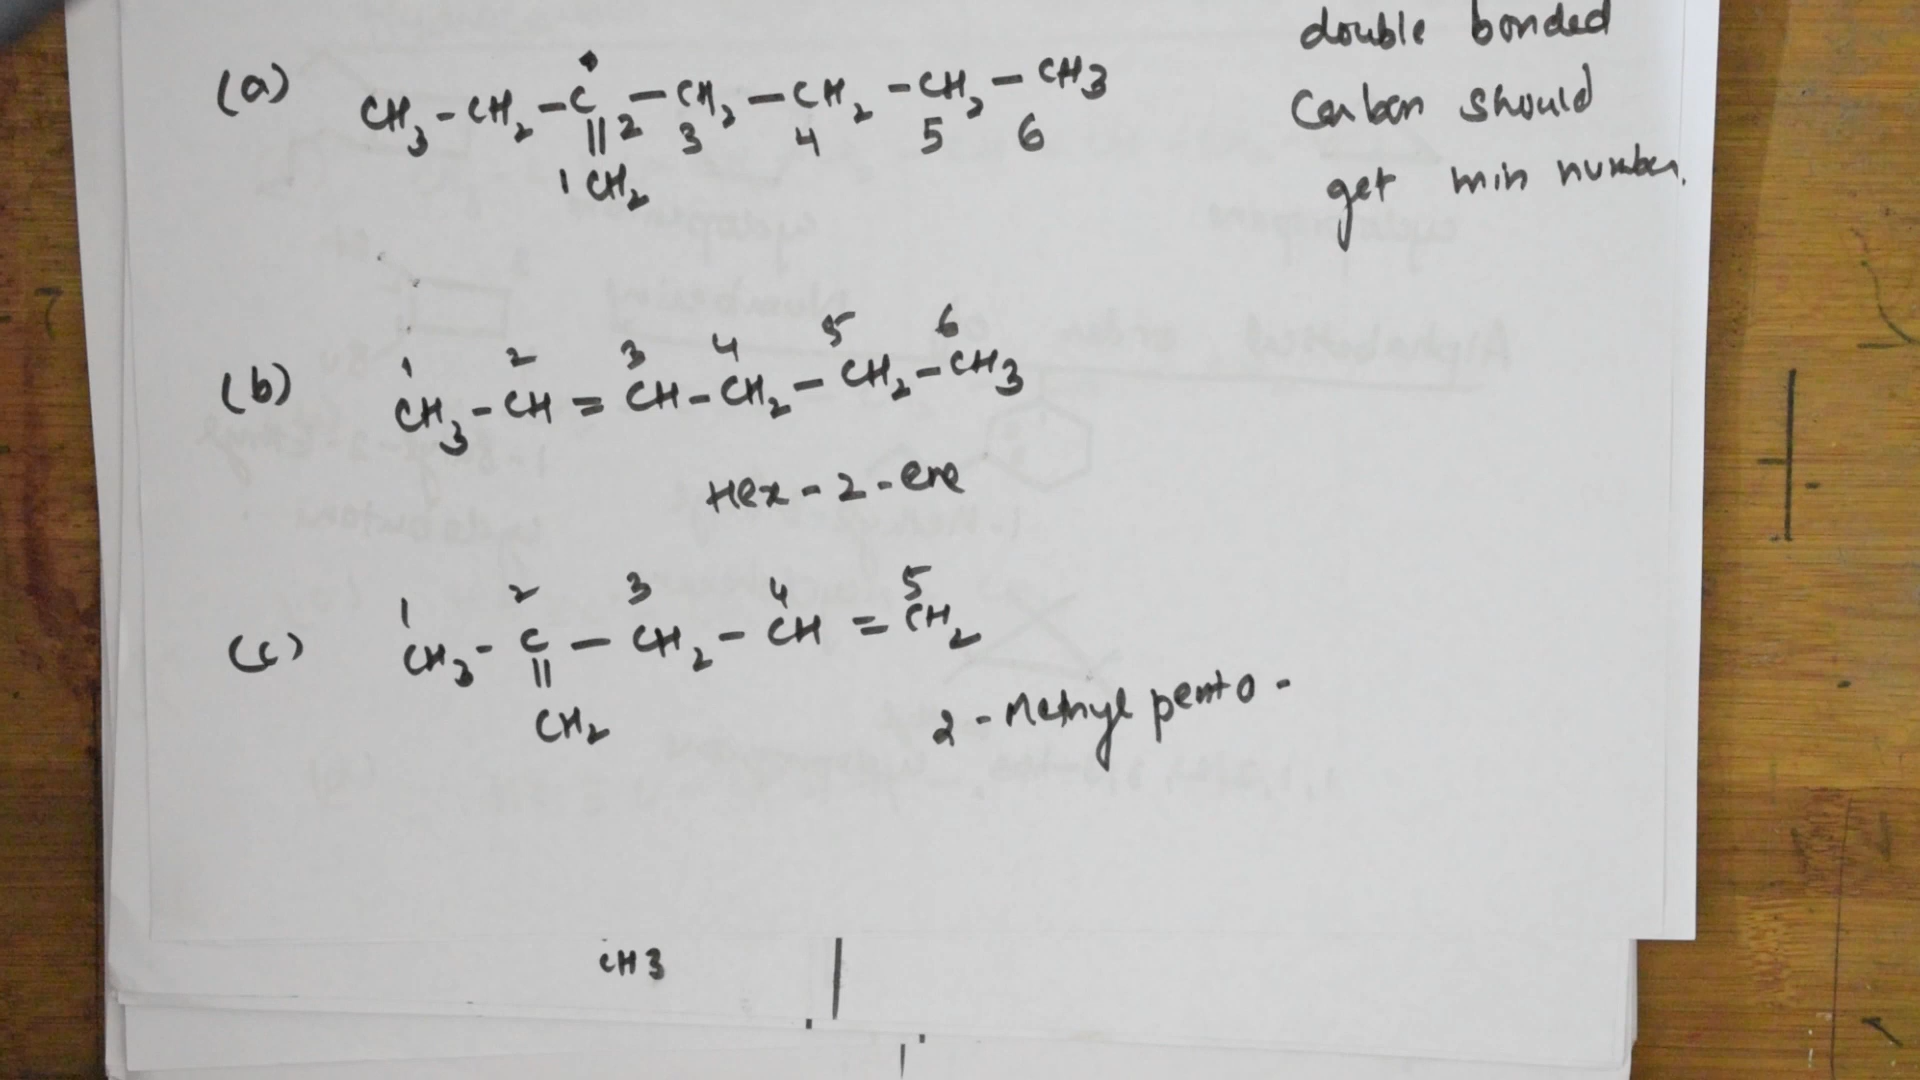 double bonded
Carbon should
get min number.
(a) CH3-CH2-C-CH2-CH2-CH2-CH3
2 3 4 5 6
1 CH2
1 2 3 4 5 6
(b) CH3-CH=CH-CH2-CH2-CH3
Hex-2-ene
1 2 3 4 5
(c) CH3-C-CH2-CH=CH2
CH2
2-Methyl penta-
CH3